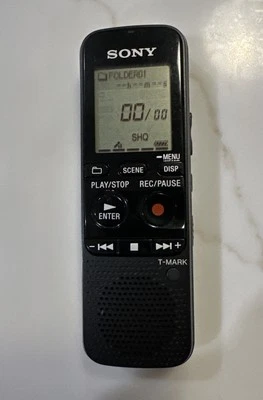 SONY
FOLDER01
00/00
SHQ
MENU
SCENE DISP
PLAY/STOP REC/PAUSE
ENTER
T-MARK